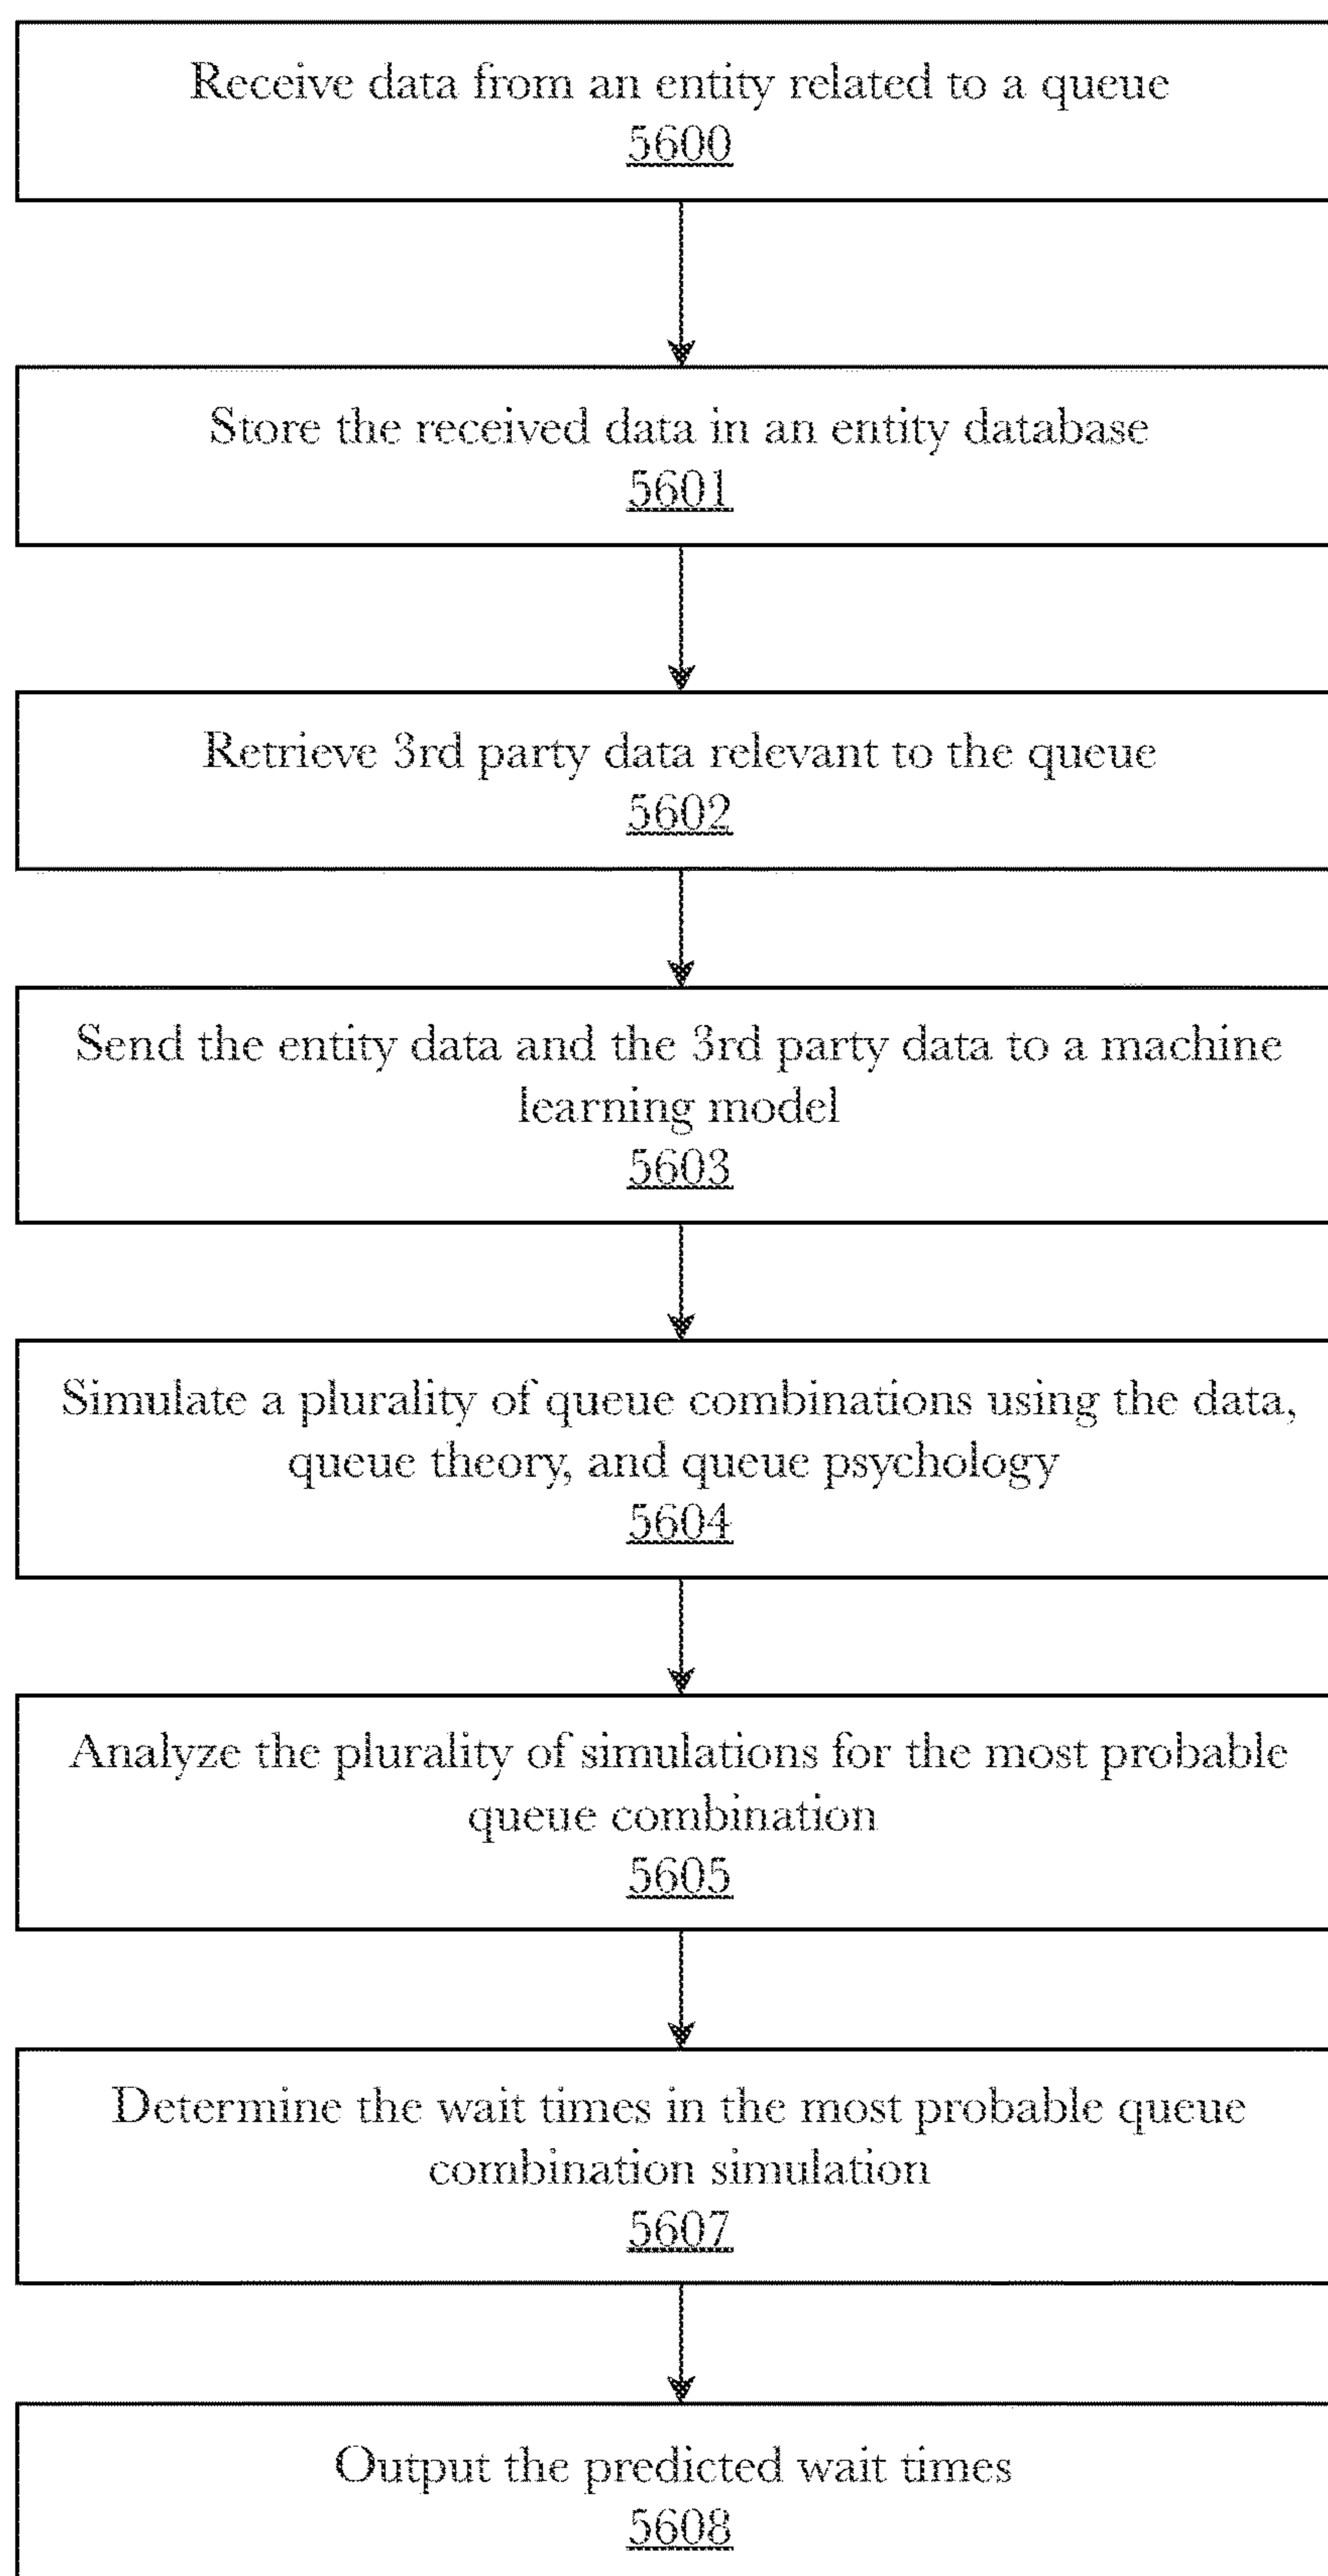 Receive data from an entity related to a queue
5600
Store the received data in an entity database
5601
Retrieve 3rd party data relevant to the queue
5602
Send the entity data and the 3rd party data to a machine
learning model
5603
Simulate a plurality of queue combinations using the data,
queue theory, and queue psychology
5604
Analyze the plurality of simulations for the most probable
queue combination
5605
Determine the wait times in the most probable queue
combination simulation
5607
Output the predicted wait times
5608